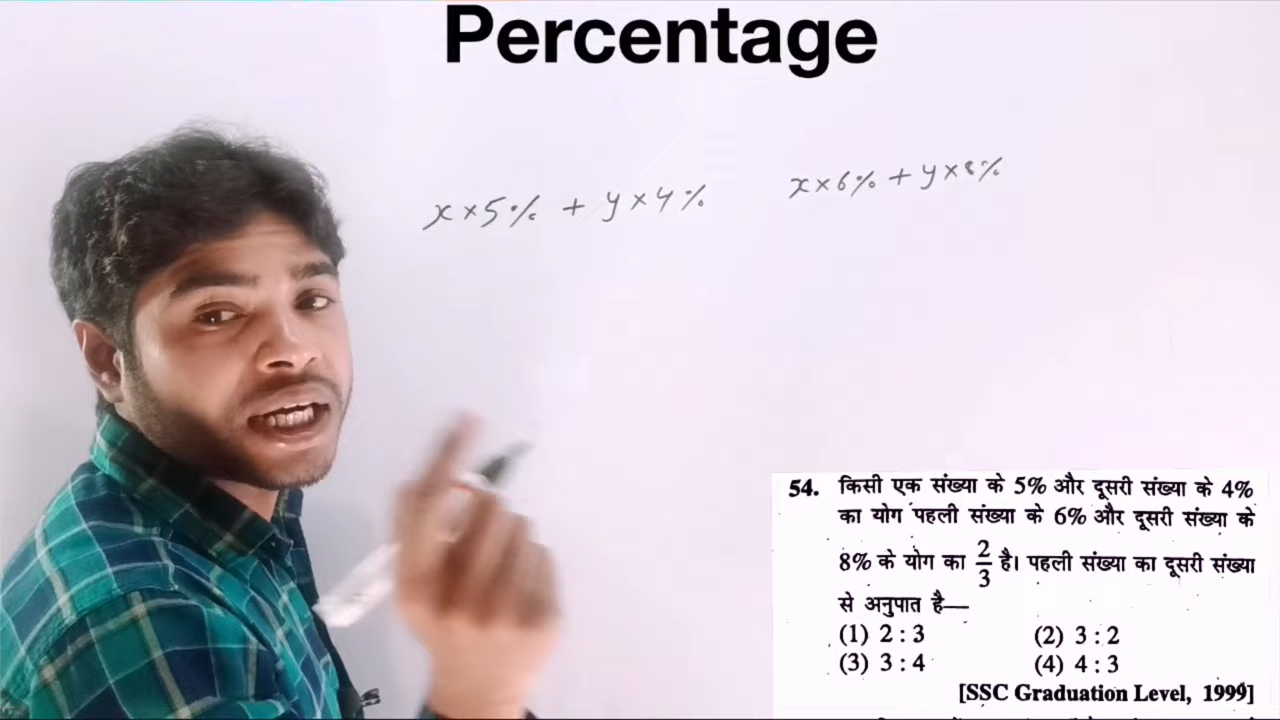 Percentage
x×5% + y×4%
x×6% + y×8%
54. किसी एक संख्या के 5% और दूसरी संख्या के 4%
का योग पहली संख्या के 6% और दूसरी संख्या के
8% के योग का 2/3 है। पहली संख्या का दूसरी संख्या
से अनुपात है—
(1) 2 : 3 (2) 3 : 2
(3) 3 : 4 (4) 4 : 3
[SSC Graduation Level, 1999]